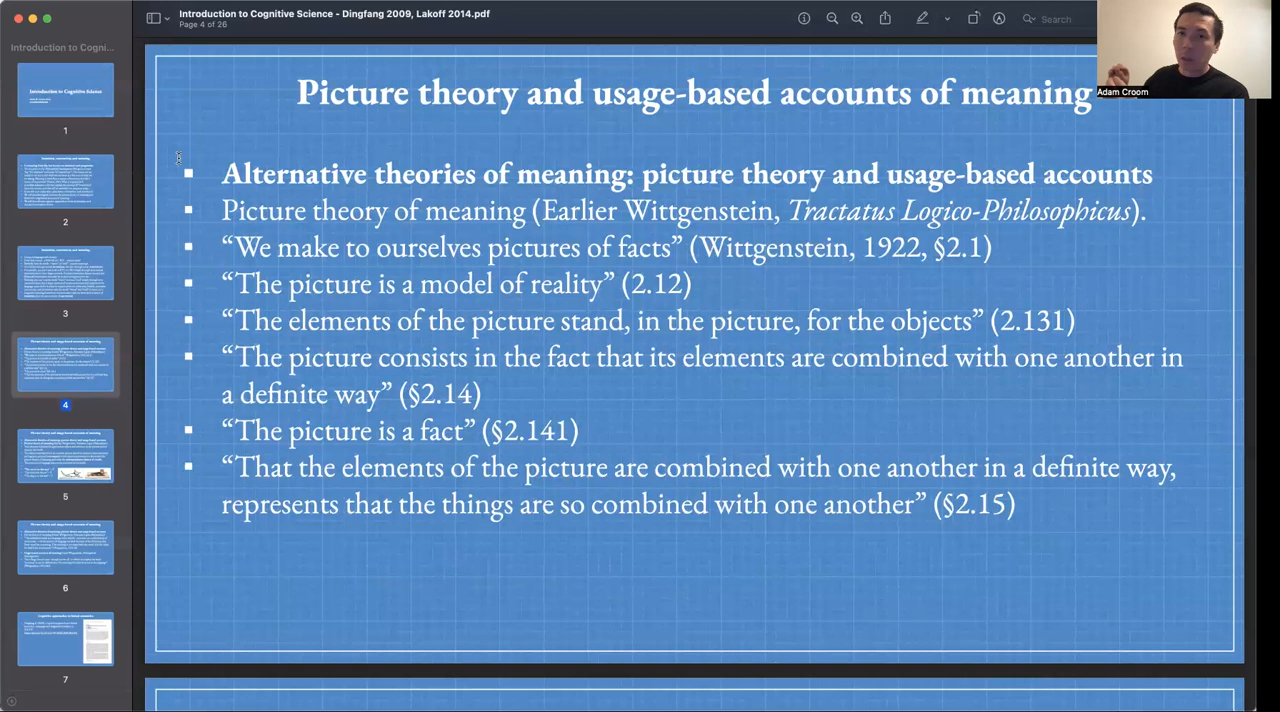 Introduction to Cognitive Science - Dingfang 2009, Lakoff 2014.pdf
Page 4 of 26
Search
Adam Croom
Introduction to Cogni...
Introduction to Cognitive Science
1
2
3
4
5
6
7
Picture theory and usage-based accounts of meaning
▪ Alternative theories of meaning: picture theory and usage-based accounts
▪ Picture theory of meaning (Earlier Wittgenstein, Tractatus Logico-Philosophicus).
▪ “We make to ourselves pictures of facts” (Wittgenstein, 1922, §2.1)
▪ “The picture is a model of reality” (2.12)
▪ “The elements of the picture stand, in the picture, for the objects” (2.131)
▪ “The picture consists in the fact that its elements are combined with one another in
a definite way” (§2.14)
▪ “The picture is a fact” (§2.141)
▪ “That the elements of the picture are combined with one another in a definite way,
represents that the things are so combined with one another” (§2.15)